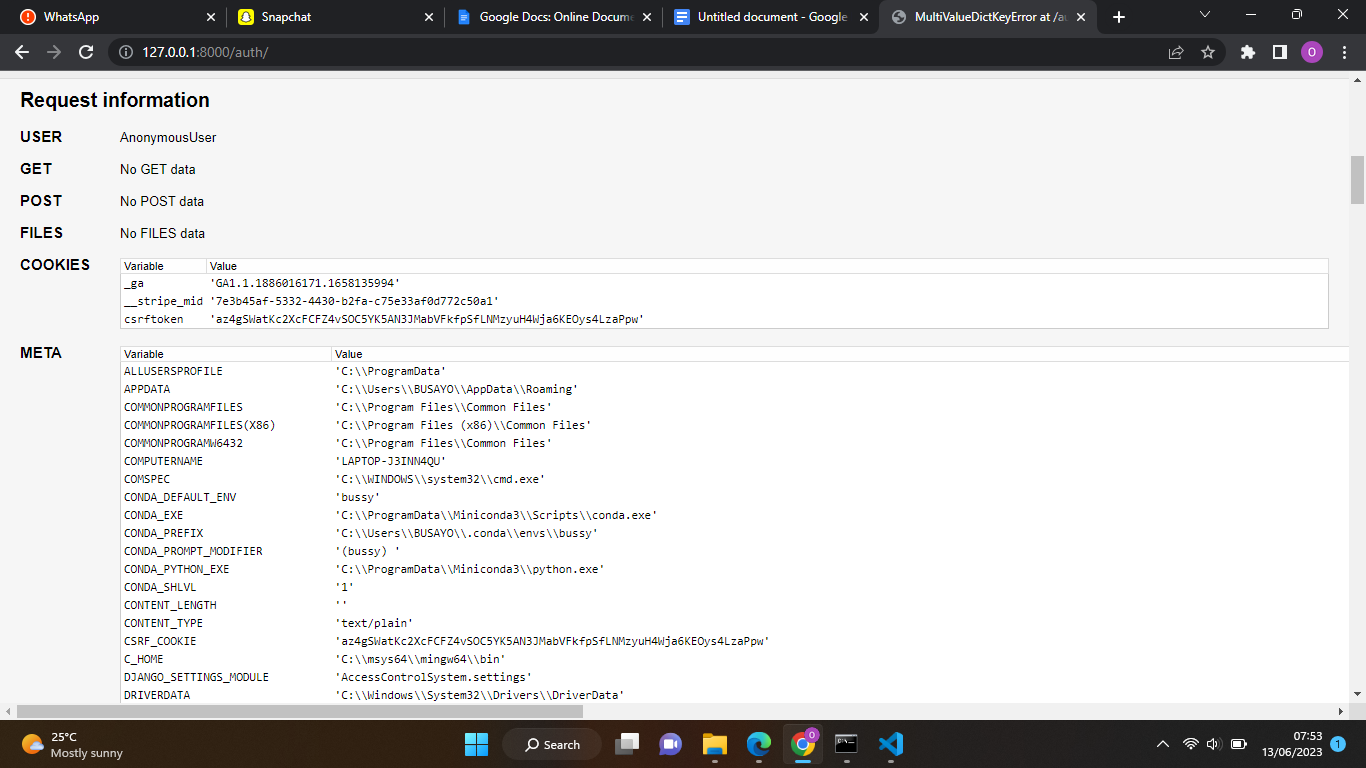 WhatsApp
Snapchat
Google Docs: Online Docume
Untitled document - Google
MultiValueDictKeyError at /au
127.0.0.1:8000/auth/
O
Request information
USER AnonymousUser
GET No GET data
POST No POST data
FILES No FILES data
COOKIES Variable Value
_ga 'GA1.1.1886016171.1658135994'
__stripe_mid '7e3b45af-5332-4430-b2fa-c75e33af0d772c50a1'
csrftoken 'az4gSWatKc2XcFCFZ4vSOC5YK5AN3JMabVFkfpSfLNMzyuH4Wja6KEOys4LzaPpw'
META Variable Value
ALLUSERSPROFILE 'C:\\ProgramData'
APPDATA 'C:\\Users\\BUSAYO\\AppData\\Roaming'
COMMONPROGRAMFILES 'C:\\Program Files\\Common Files'
COMMONPROGRAMFILES(X86) 'C:\\Program Files (x86)\\Common Files'
COMMONPROGRAMW6432 'C:\\Program Files\\Common Files'
COMPUTERNAME 'LAPTOP-J3INN4QU'
COMSPEC 'C:\\WINDOWS\\system32\\cmd.exe'
CONDA_DEFAULT_ENV 'bussy'
CONDA_EXE 'C:\\ProgramData\\Miniconda3\\Scripts\\conda.exe'
CONDA_PREFIX 'C:\\Users\\BUSAYO\\.conda\\envs\\bussy'
CONDA_PROMPT_MODIFIER '(bussy) '
CONDA_PYTHON_EXE 'C:\\ProgramData\\Miniconda3\\python.exe'
CONDA_SHLVL '1'
CONTENT_LENGTH ''
CONTENT_TYPE 'text/plain'
CSRF_COOKIE 'az4gSWatKc2XcFCFZ4vSOC5YK5AN3JMabVFkfpSfLNMzyuH4Wja6KEOys4LzaPpw'
C_HOME 'C:\\msys64\\mingw64\\bin'
DJANGO_SETTINGS_MODULE 'AccessControlSystem.settings'
DRIVERDATA 'C:\\Windows\\System32\\Drivers\\DriverData'
25°C
Mostly sunny
Search
O
07:53
13/06/2023
1